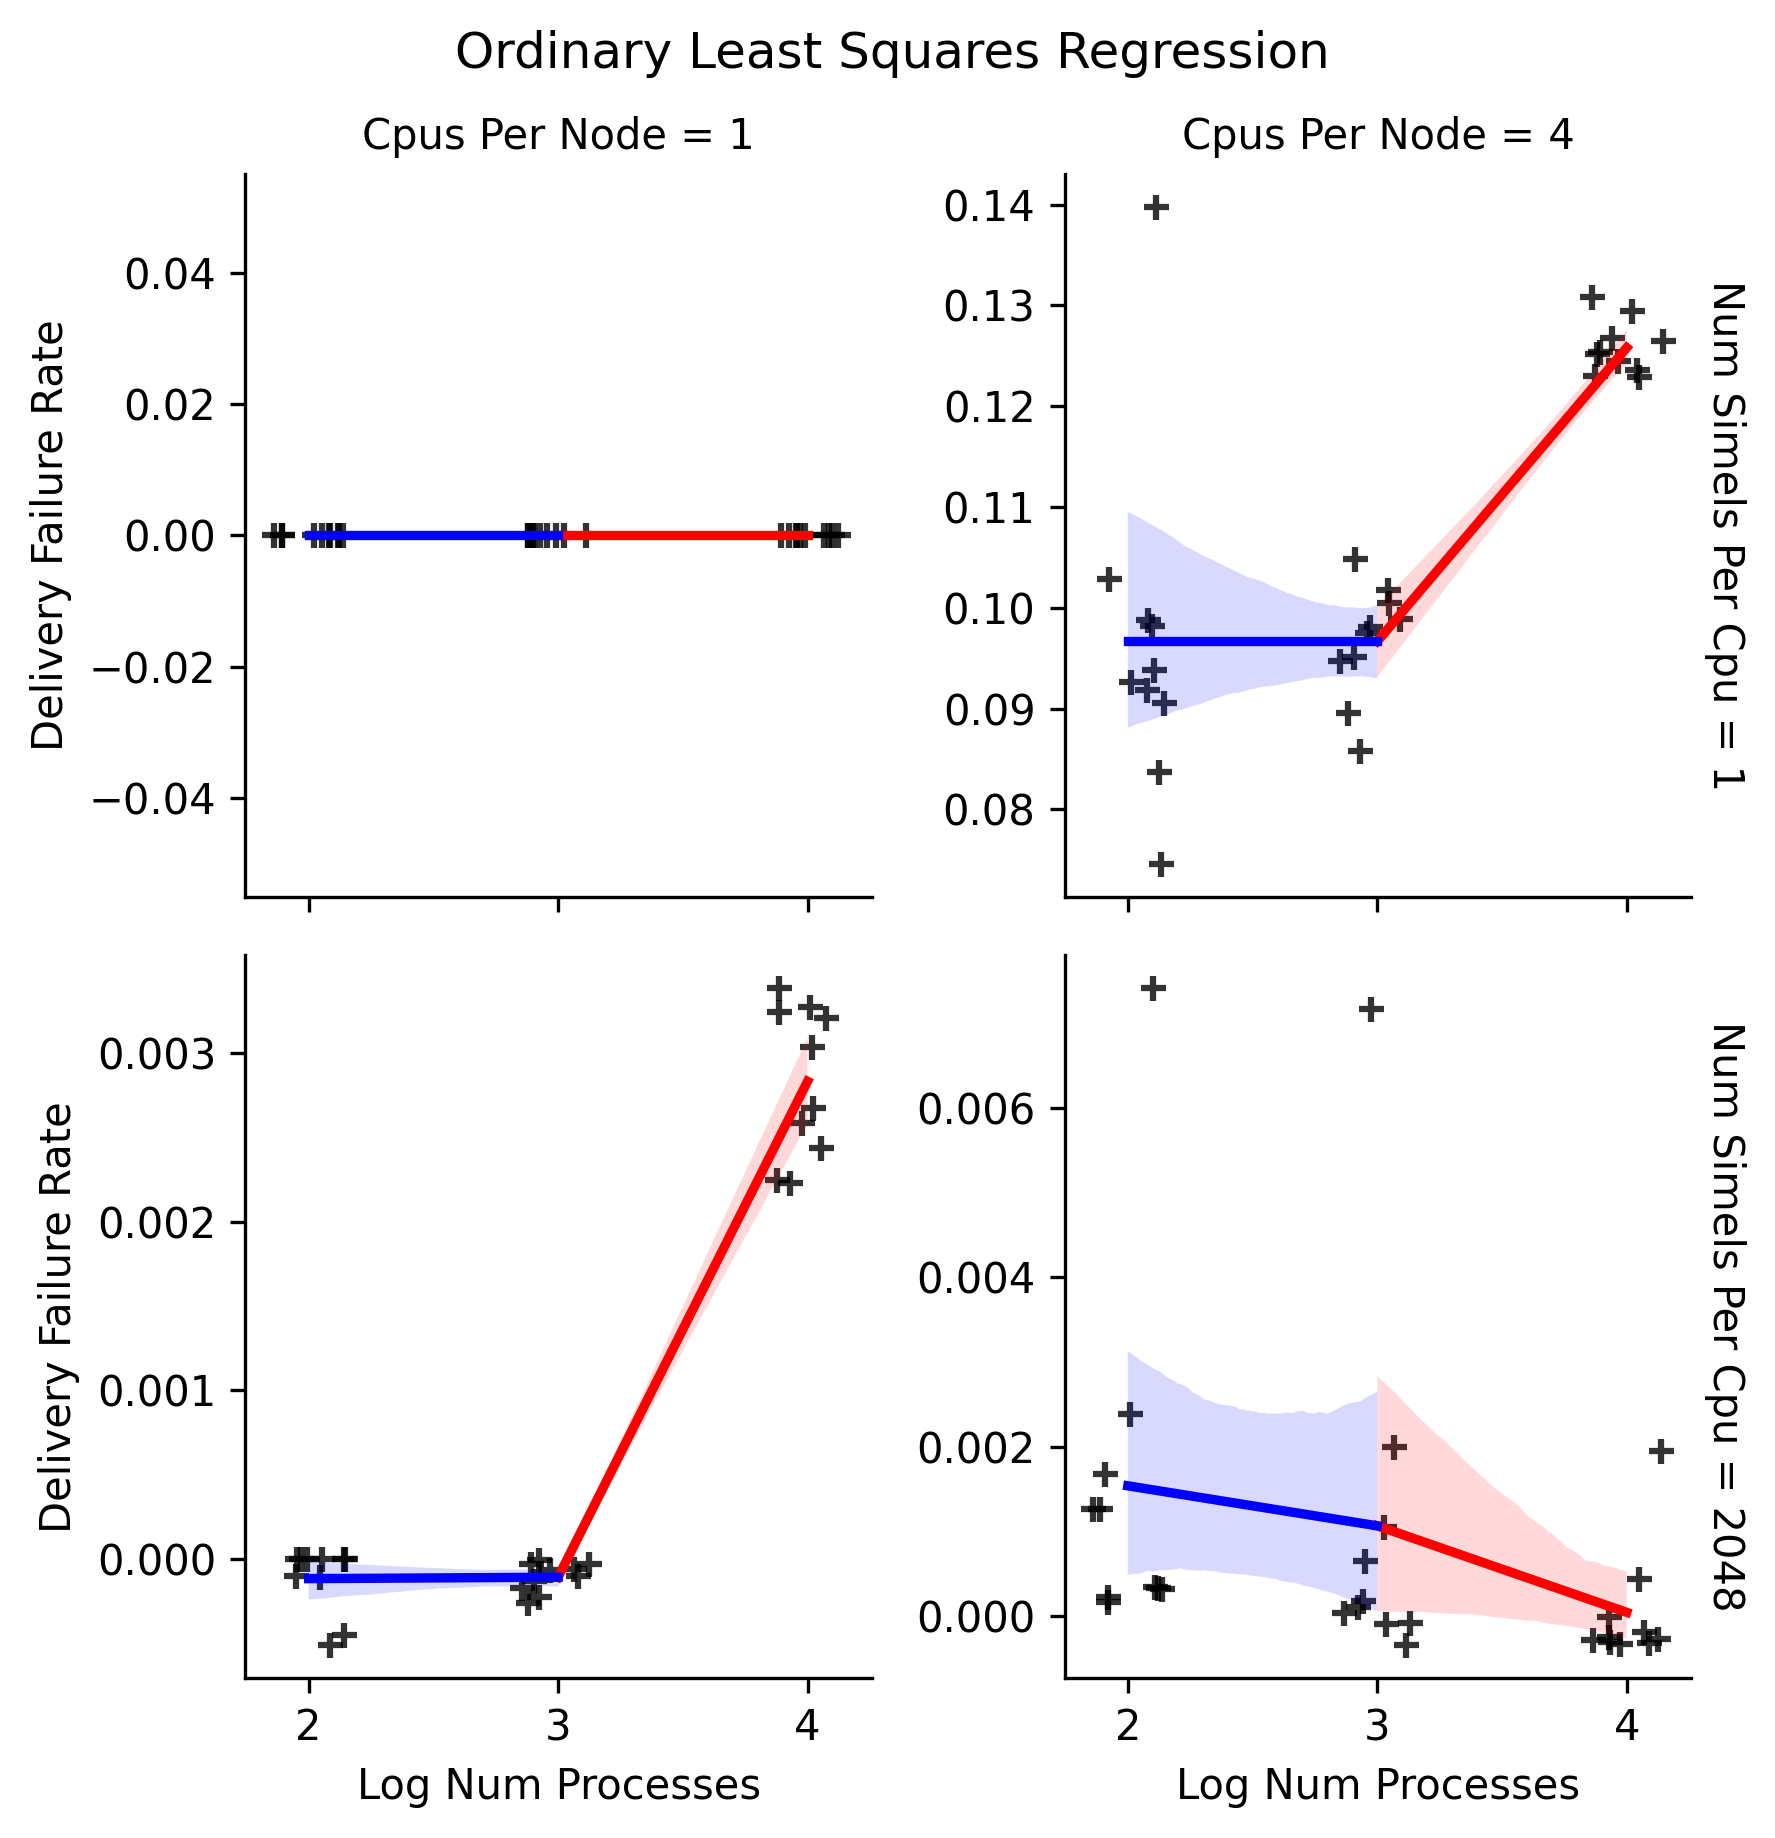 Ordinary Least Squares Regression
Cpus Per Node = 1
Cpus Per Node = 4
Delivery Failure Rate
0.04
0.02
0.00
−0.02
−0.04
0.14
0.13
0.12
0.11
0.10
0.09
0.08
Num Simels Per Cpu = 1
Delivery Failure Rate
0.003
0.002
0.001
0.000
2
3
4
Log Num Processes
0.006
0.004
0.002
0.000
2
3
4
Log Num Processes
Num Simels Per Cpu = 2048